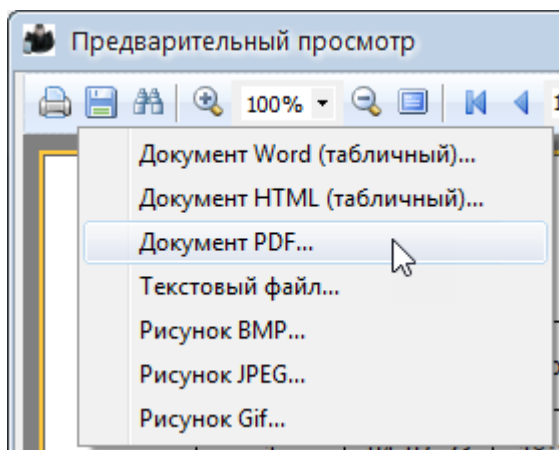 Предварительный просмотр
100%
Документ Word (табличный)...
Документ HTML (табличный)...
Документ PDF...
Текстовый файл...
Рисунок BMP...
Рисунок JPEG...
Рисунок Gif...